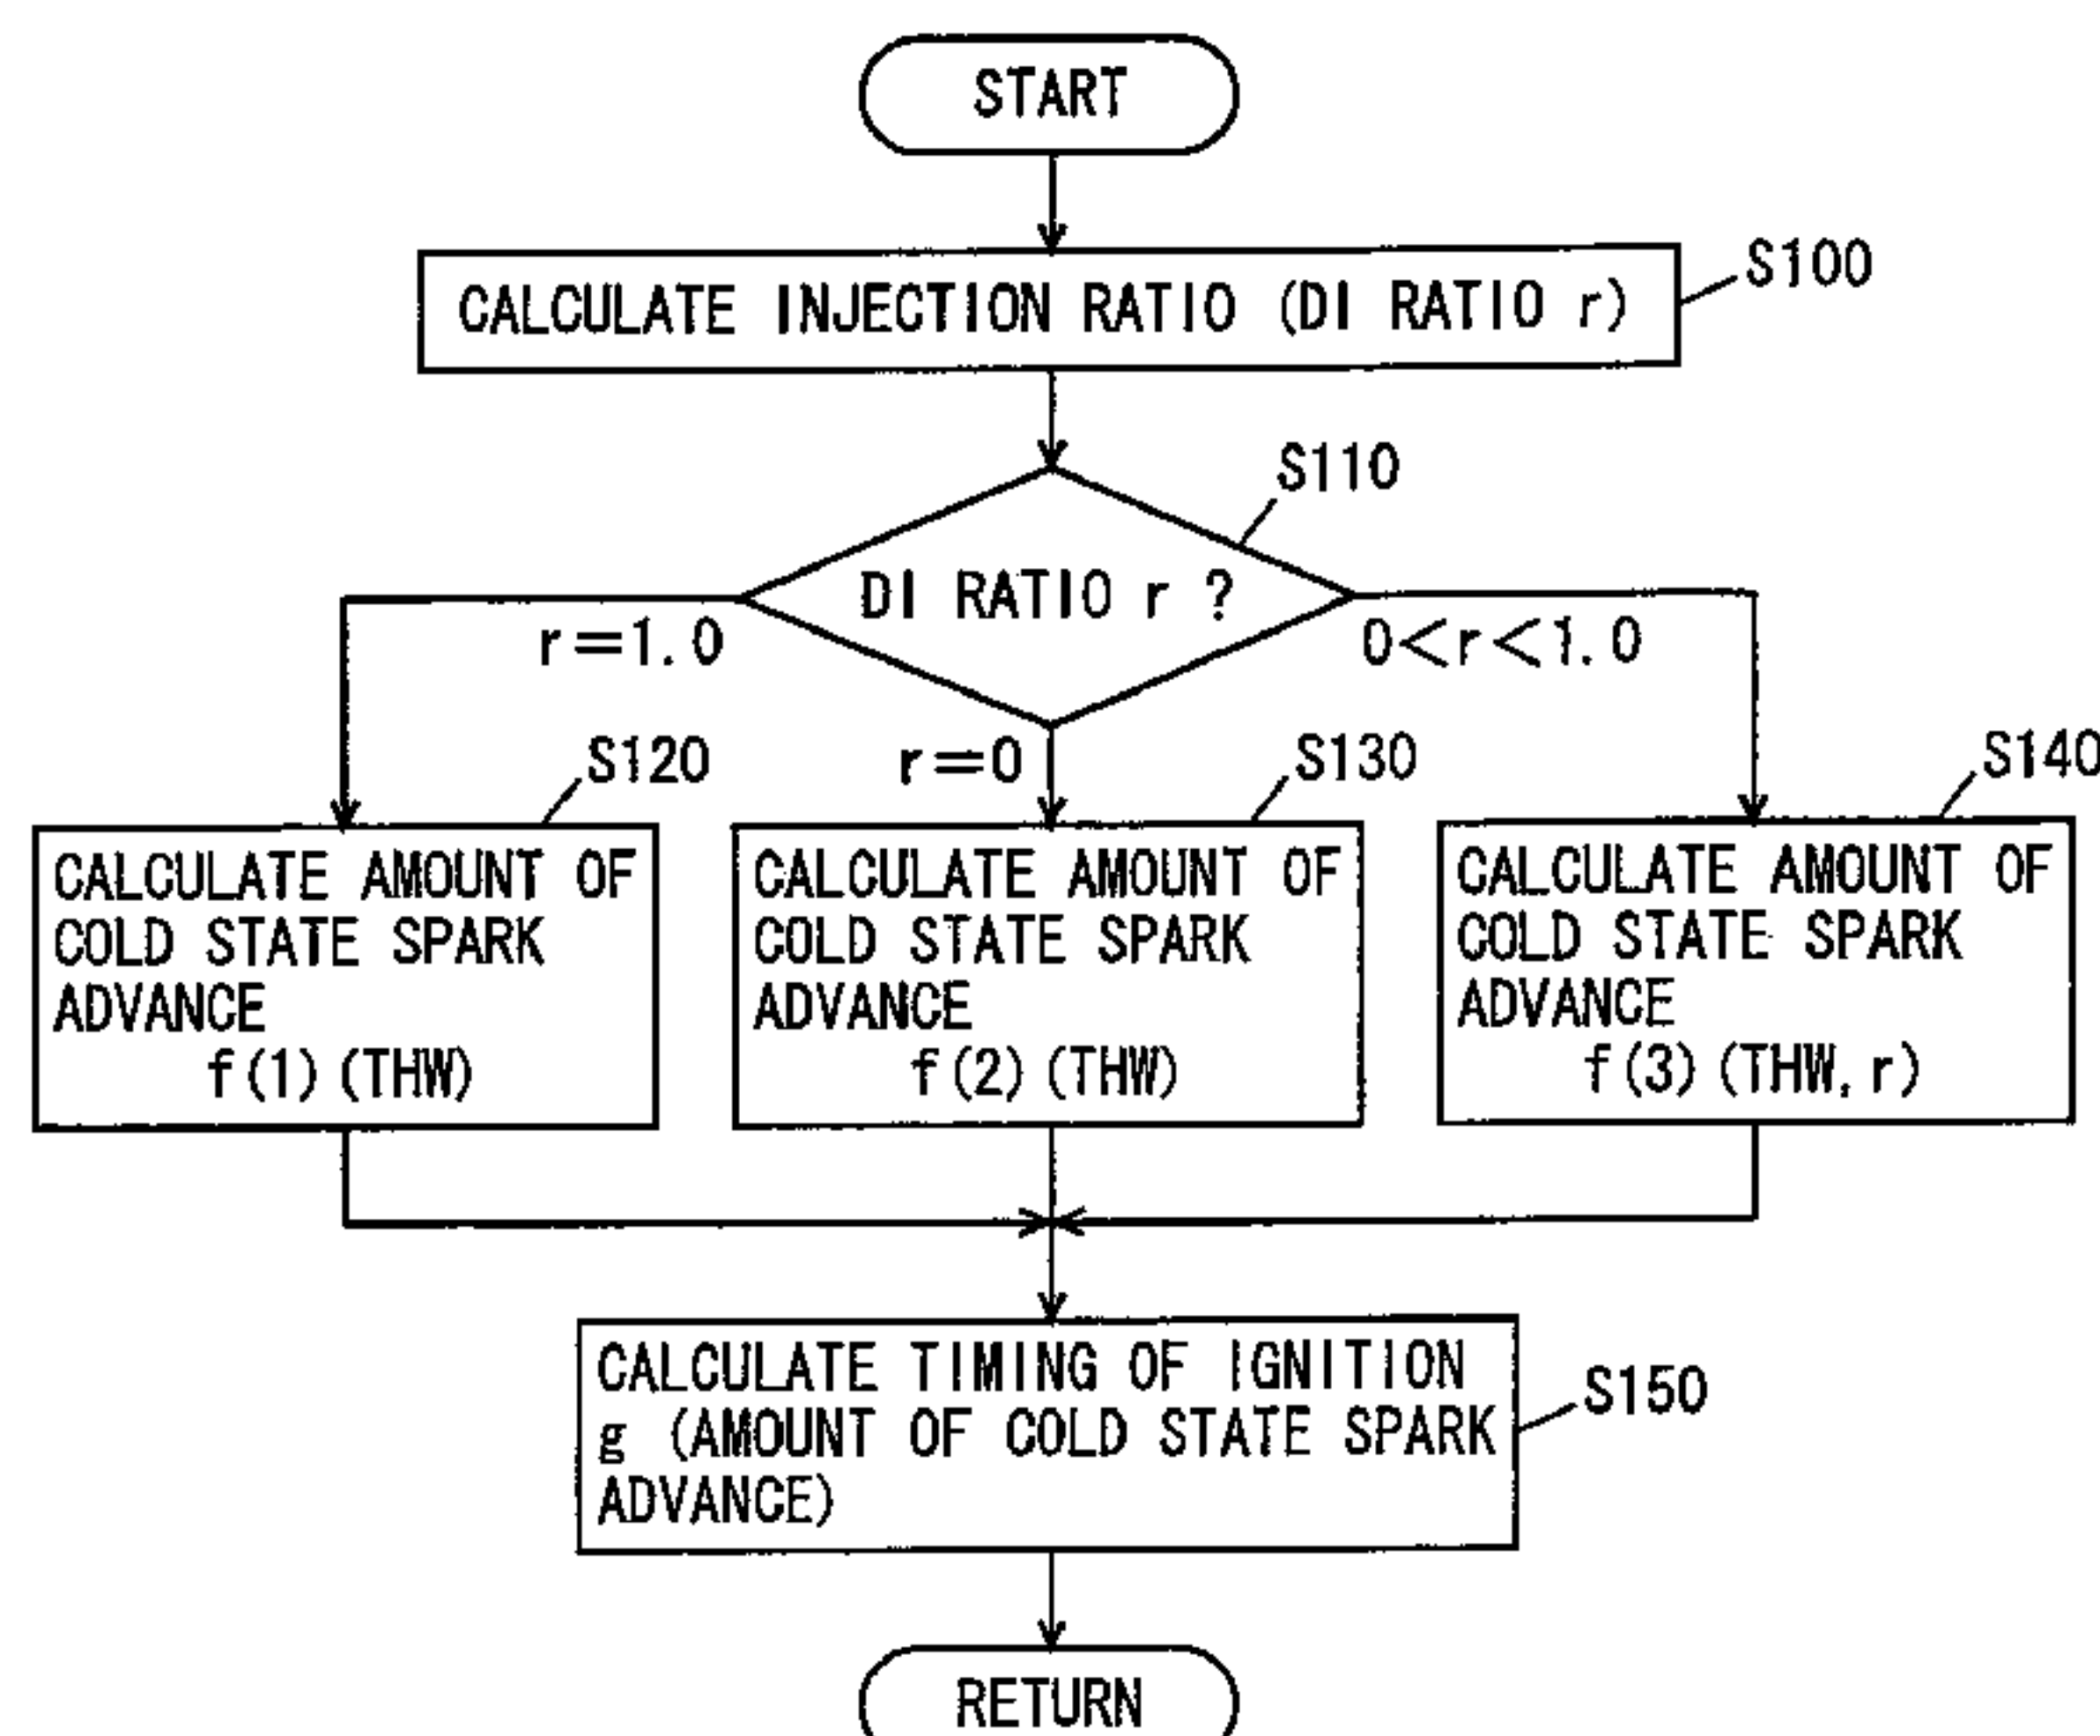 START
CALCULATE INJECTION RATIO (DI RATIO r)
S100
S110
DI RATIO r ?
r=1.0
0<r<1.0
r=0
S120
CALCULATE AMOUNT OF
COLD STATE SPARK
ADVANCE
f(1) (THW)
S130
CALCULATE AMOUNT OF
COLD STATE SPARK
ADVANCE
f(2) (THW)
S140
CALCULATE AMOUNT OF
COLD STATE SPARK
ADVANCE
f(3) (THW, r)
CALCULATE TIMING OF IGNITION
g (AMOUNT OF COLD STATE SPARK
ADVANCE)
S150
RETURN